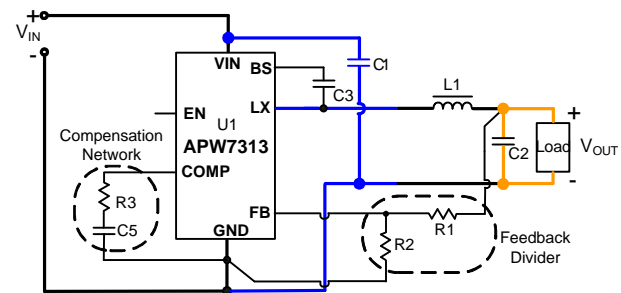 +
VIN
-
VIN
BS
C1
C3
L1
LX
EN
U1
APW7313
+
C2
Load
VOUT
-
Compensation
Network
COMP
R3
C5
FB
R1
R2
GND
Feedback
Divider